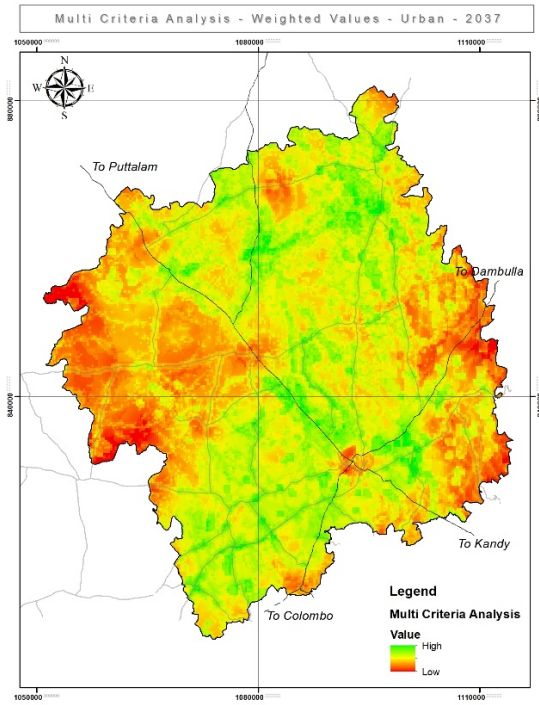 Multi Criteria Analysis - Weighted Values - Urban - 2037
1050000
1080000
1110000
N
W
E
S
880000
To Puttalam
To Dambulla
840000
840000
To Kandy
To Colombo
Legend
Multi Criteria Analysis
Value
High
Low
1050000
1080000
1110000